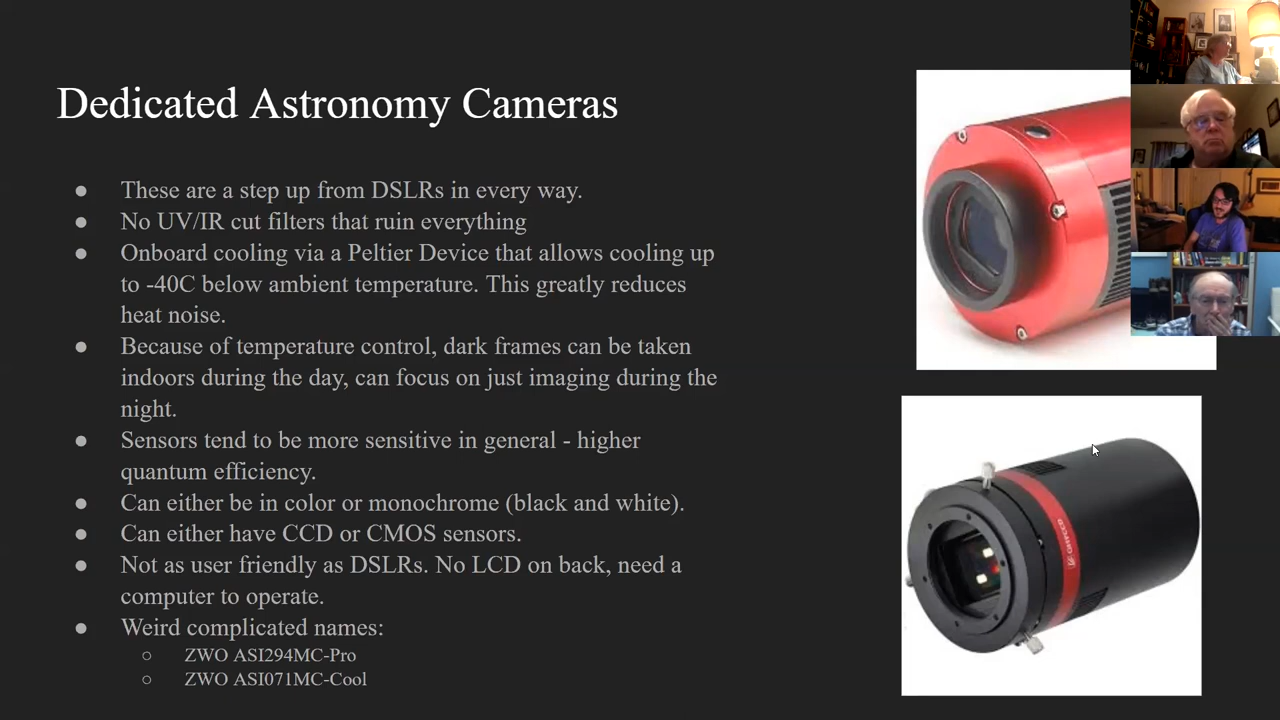 Dedicated Astronomy Cameras
● These are a step up from DSLRs in every way.
● No UV/IR cut filters that ruin everything
● Onboard cooling via a Peltier Device that allows cooling up
to -40C below ambient temperature. This greatly reduces
heat noise.
● Because of temperature control, dark frames can be taken
indoors during the day, can focus on just imaging during the
night.
● Sensors tend to be more sensitive in general - higher
quantum efficiency.
● Can either be in color or monochrome (black and white).
● Can either have CCD or CMOS sensors.
● Not as user friendly as DSLRs. No LCD on back, need a
computer to operate.
● Weird complicated names:
○ ZWO ASI294MC-Pro
○ ZWO ASI071MC-Cool
QHYCCD